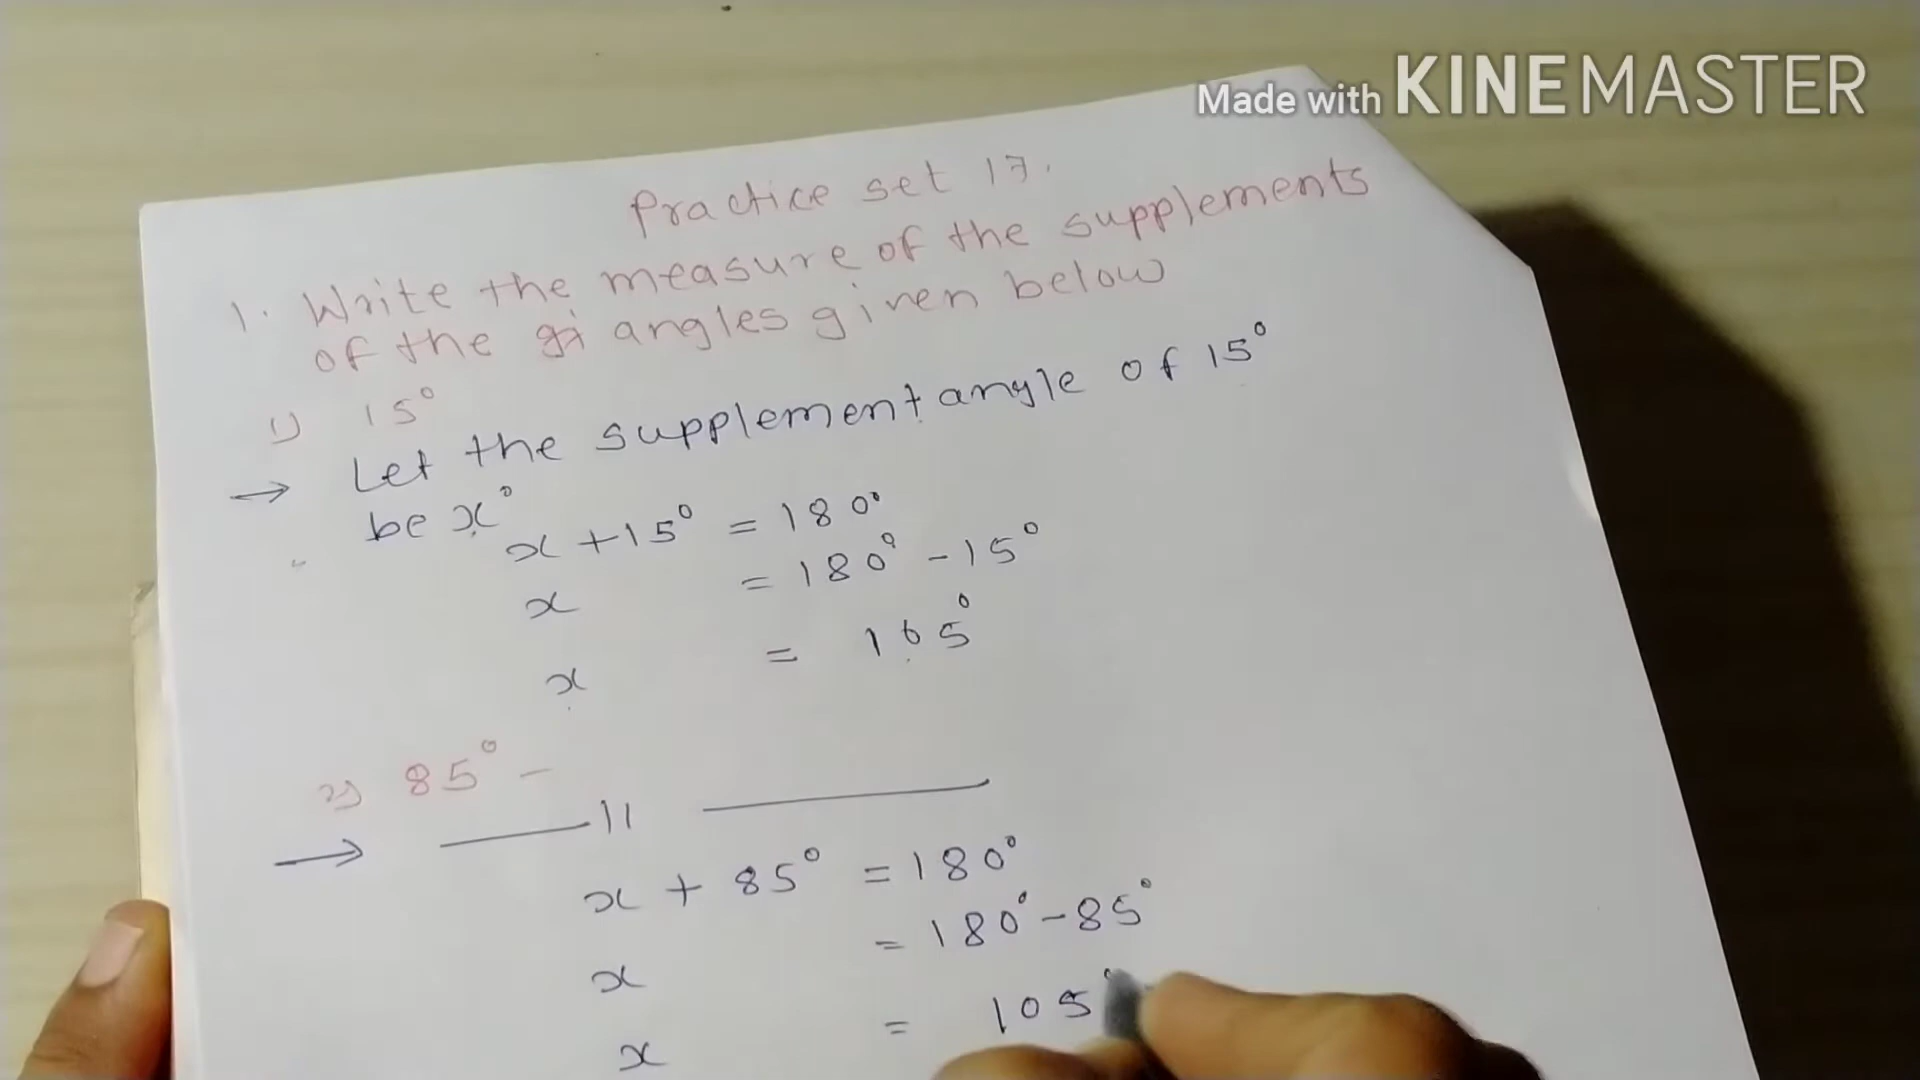 Made with KINEMASTER
Practice set 17.
1. Write the measure of the supplements
of the gi angles given below
1) 15°
→ Let the supplement angle of 15°
be x°
x + 15° = 180°
x = 180° - 15°
x = 165°
2) 85° -
→ —— 11 ——
x + 85° = 180°
x = 180° - 85°
x = 105°